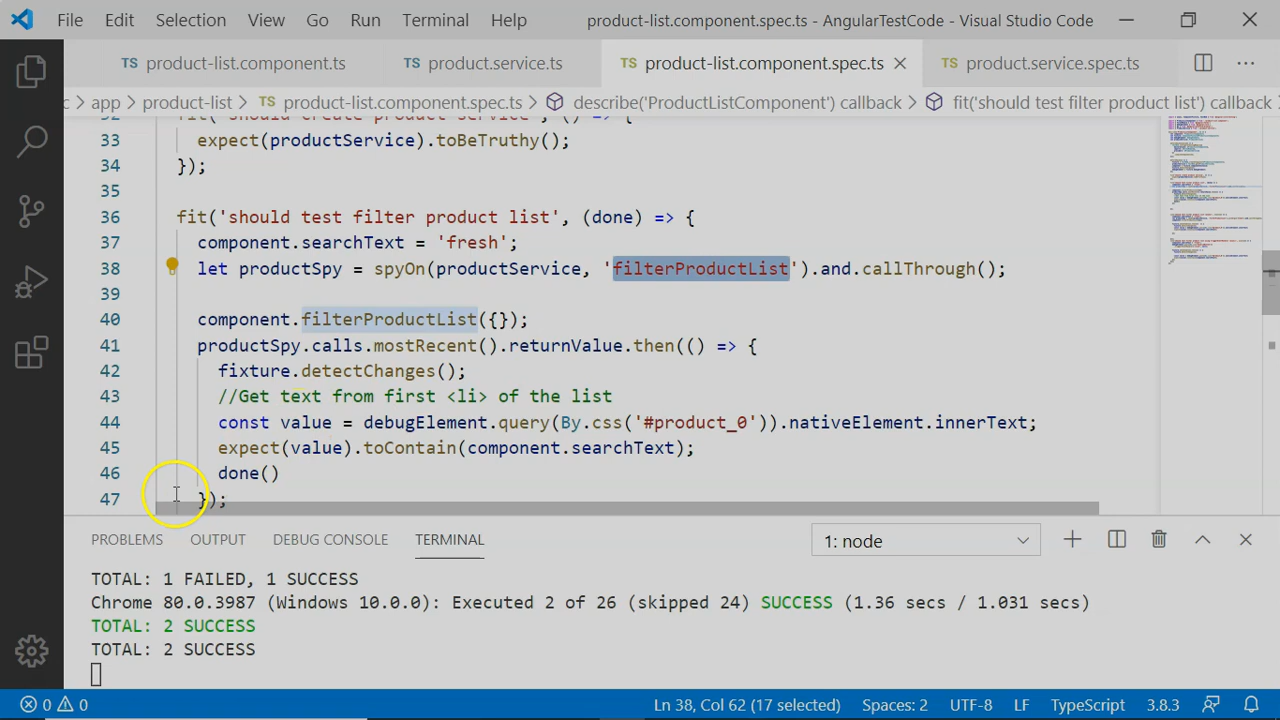 File Edit Selection View Go Run Terminal Help product-list.component.spec.ts - AngularTestCode - Visual Studio Code
TS product-list.component.ts TS product.service.ts TS product-list.component.spec.ts TS product.service.spec.ts
c > app > product-list > TS product-list.component.spec.ts > describe('ProductListComponent') callback > fit('should test filter product list') callback
32 fit('should create product service', () => {
33 expect(productService).toBeTruthy();
34 });
35
36 fit('should test filter product list', (done) => {
37 component.searchText = 'fresh';
38 let productSpy = spyOn(productService, 'filterProductList').and.callThrough();
39
40 component.filterProductList({});
41 productSpy.calls.mostRecent().returnValue.then(() => {
42 fixture.detectChanges();
43 //Get text from first <li> of the list
44 const value = debugElement.query(By.css('#product_0')).nativeElement.innerText;
45 expect(value).toContain(component.searchText);
46 done()
47 });
PROBLEMS OUTPUT DEBUG CONSOLE TERMINAL 1: node
TOTAL: 1 FAILED, 1 SUCCESS
Chrome 80.0.3987 (Windows 10.0.0): Executed 2 of 26 (skipped 24) SUCCESS (1.36 secs / 1.031 secs)
TOTAL: 2 SUCCESS
TOTAL: 2 SUCCESS
0 0 Ln 38, Col 62 (17 selected) Spaces: 2 UTF-8 LF TypeScript 3.8.3